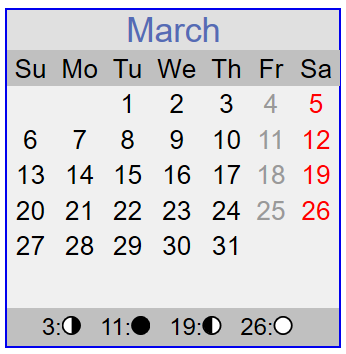 March
Su Mo Tu We Th Fr Sa
1 2 3 4 5
6 7 8 9 10 11 12
13 14 15 16 17 18 19
20 21 22 23 24 25 26
27 28 29 30 31
3: 11: 19: 26: